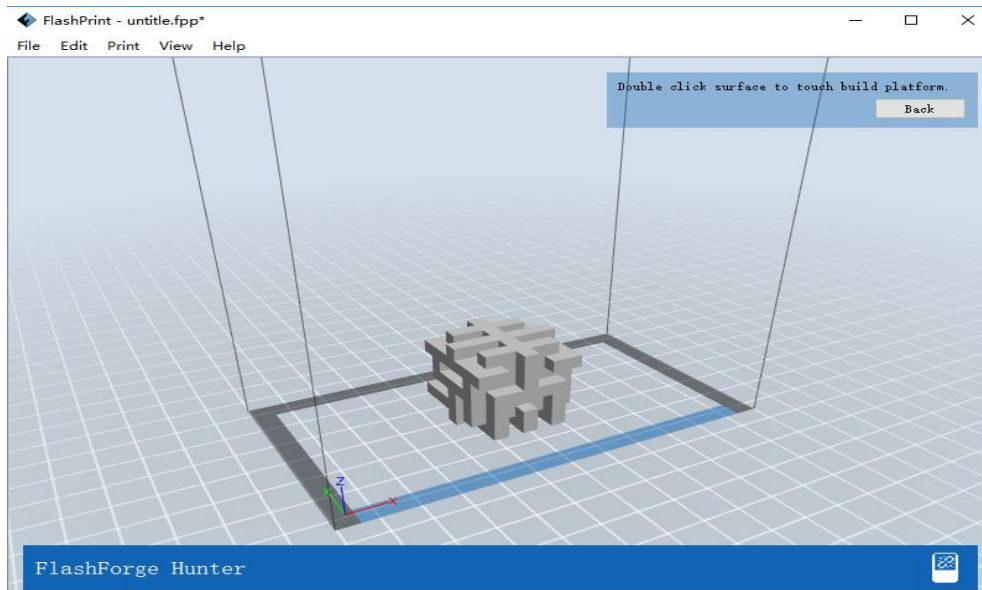 FlashPrint - untitle.fpp*
File Edit Print View Help
Double click surface to touch build platform.
Back
Z
X
FlashForge Hunter